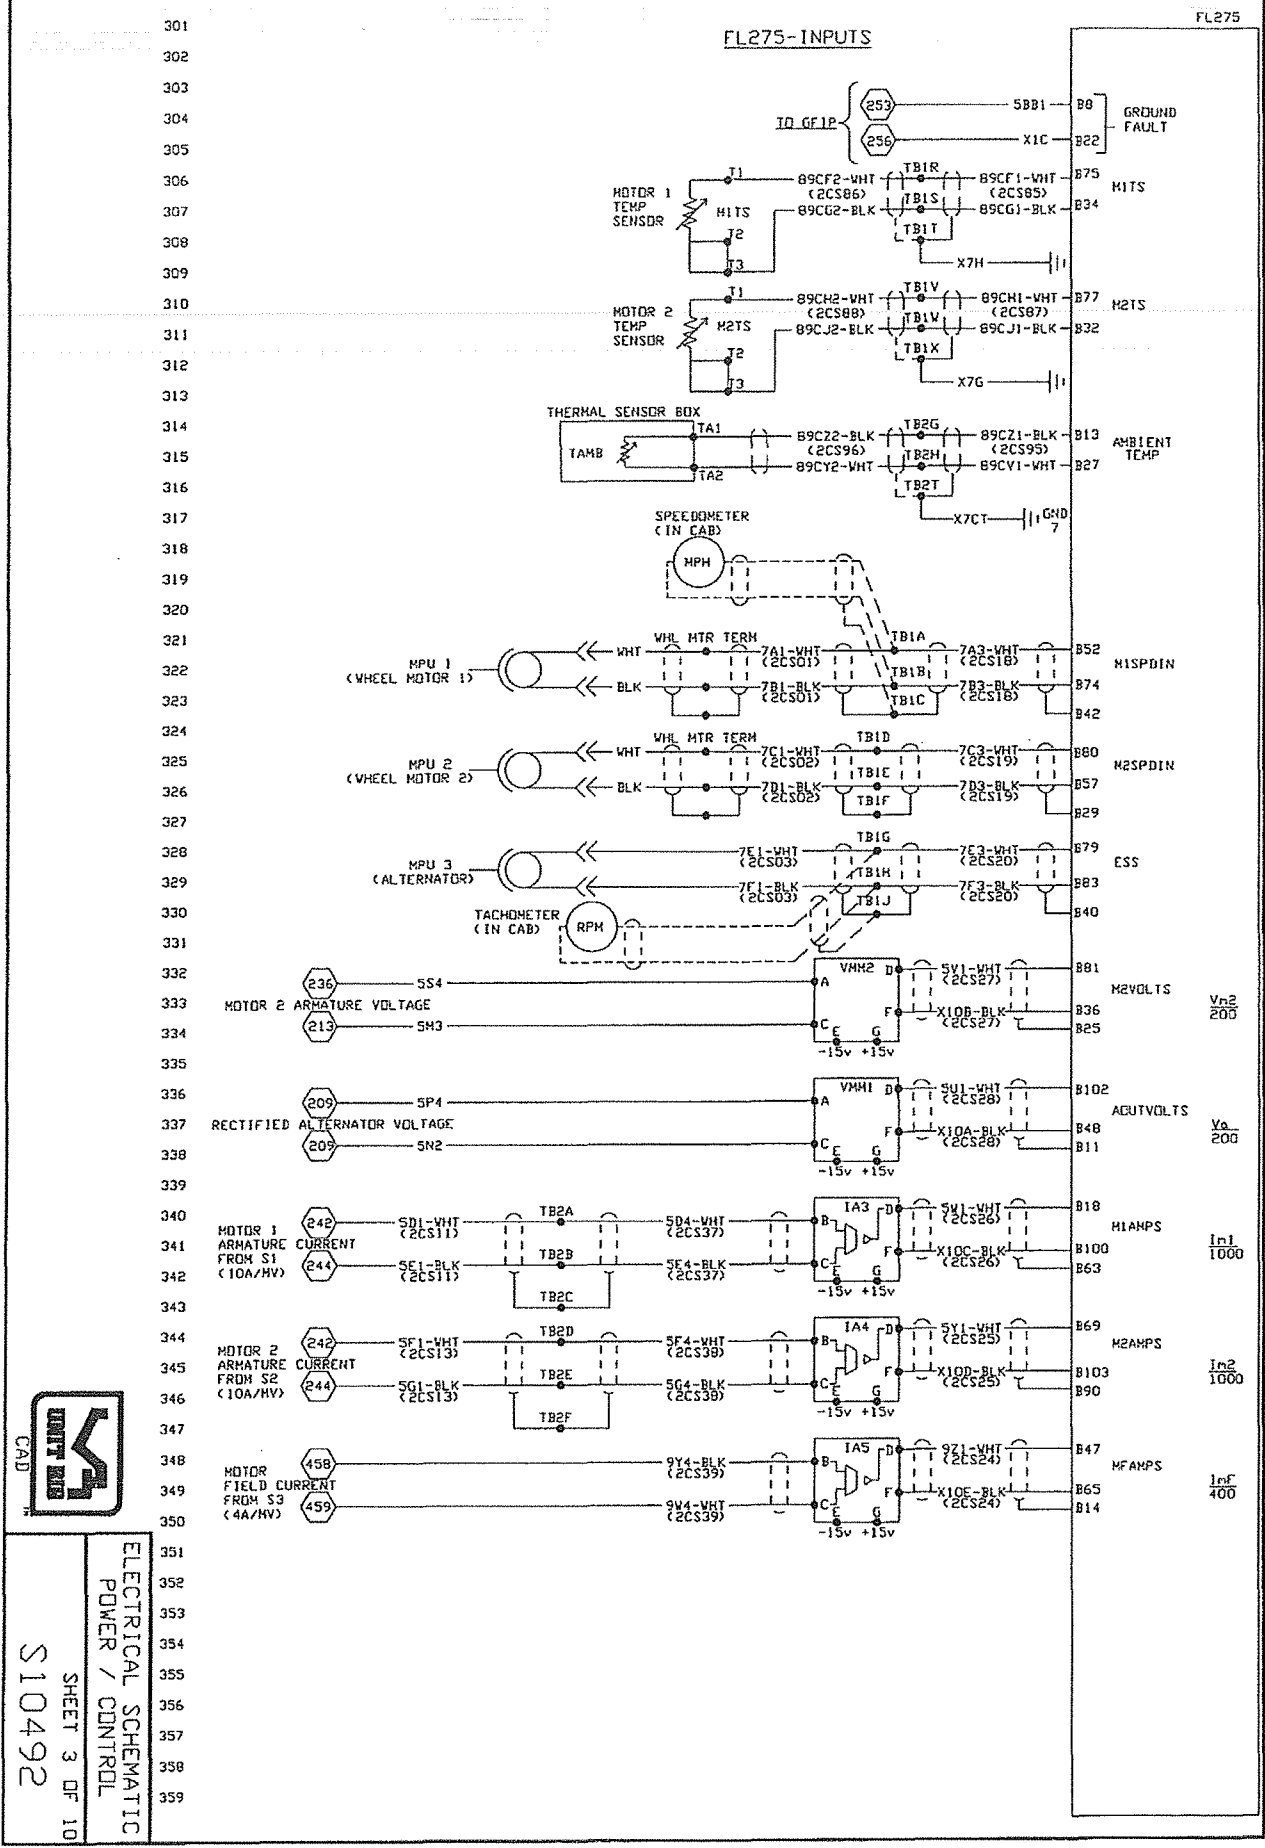 FL275
301
FL275-INPUTS
302
303
253 5BB1 B8
304
TO GF1P
GROUND
FAULT
256 X1C B22
305
306
T1 89CF2-WHT TB1R 89CF1-WHT B75
MOTOR 1
TEMP
SENSOR
M1TS
(2CS86) (2CS85)
M1TS
307
89CG2-BLK TB1S 89CG1-BLK B34
308
T2 TB1T
309
T3 X7H
310
T1 89CH2-WHT TB1V 89CH1-WHT B77
MOTOR 2
TEMP
SENSOR
M2TS
(2CS88) (2CS87)
M2TS
311
89CJ2-BLK TB1W 89CJ1-BLK B32
312
T2 TB1X
313
T3 X7G
THERMAL SENSOR BOX
314
TA1 89CZ2-BLK TB2G 89CZ1-BLK B13
TAMB
(2CS96) (2CS95)
AMBIENT
TEMP
315
TA2 89CY2-WHT TB2H 89CY1-WHT B27
316
TB2T
317
X7CT GND
7
SPEEDOMETER
(IN CAB)
318
MPH
319
320
321
WHT WHL MTR TERM 7A1-WHT TB1A 7A3-WHT B52
(2CS01) (2CS18)
322
MPU 1
(WHEEL MOTOR 1)
M1SPDIN
BLK 7B1-BLK TB1B 7B3-BLK B74
(2CS01) (2CS18)
323
TB1C B42
324
WHT WHL MTR TERM 7C1-WHT TB1D 7C3-WHT B80
(2CS02) (2CS19)
325
MPU 2
(WHEEL MOTOR 2)
M2SPDIN
326
BLK 7D1-BLK TB1E 7D3-BLK B57
(2CS02) (2CS19)
TB1F B29
327
328
7E1-WHT TB1G 7E3-WHT B79
(2CS03) (2CS20)
MPU 3
(ALTERNATOR)
ESS
329
7F1-BLK TB1H 7F3-BLK B83
(2CS03) (2CS20)
330
TACHOMETER
(IN CAB)
RPM
TB1J B40
331
332
236 5S4 A VMM2 D 5V1-WHT B81
(2CS27)
333
MOTOR 2 ARMATURE VOLTAGE
M2VOLTS
Vm2
200
F X10B-BLK B36
(2CS27) B25
334
213 5M3 C E G
-15v +15v
335
336
209 5P4 A VMM1 D 5U1-WHT B102
(2CS28)
337
RECTIFIED ALTERNATOR VOLTAGE
AOUTVOLTS
Va
200
F X10A-BLK B48
(2CS28) B11
338
209 5N2 C E G
-15v +15v
339
340
242 5D1-WHT TB2A 5D4-WHT B IA3 D 5W1-WHT B18
(2CS11) (2CS37) (2CS26)
MOTOR 1
ARMATURE CURRENT
FROM S1
(10A/MV)
M1AMPS
Im1
1000
341
244 5E1-BLK TB2B 5E4-BLK C F X10C-BLK B100
(2CS11) (2CS37) (2CS26) B63
342
E G
-15v +15v
343
TB2C
344
242 5F1-WHT TB2D 5F4-WHT B IA4 D 5Y1-WHT B69
(2CS13) (2CS38) (2CS25)
MOTOR 2
ARMATURE CURRENT
FROM S2
(10A/MV)
M2AMPS
Im2
1000
345
244 5G1-BLK TB2E 5G4-BLK C F X10D-BLK B103
(2CS13) (2CS38) (2CS25) B90
346
E G
-15v +15v
347
TB2F
348
458 9Y4-BLK B IA5 D 9Z1-WHT B47
(2CS39) (2CS24)
MOTOR
FIELD CURRENT
FROM S3
(4A/MV)
MFAMPS
Imf
400
349
459 9W4-WHT C F X10E-BLK B65
(2CS39) (2CS24) B14
350
E G
-15v +15v
351
352
353
354
355
356
357
358
359
UNIT RIG
CAD
ELECTRICAL SCHEMATIC
POWER / CONTROL
SHEET 3 OF 10
S10492